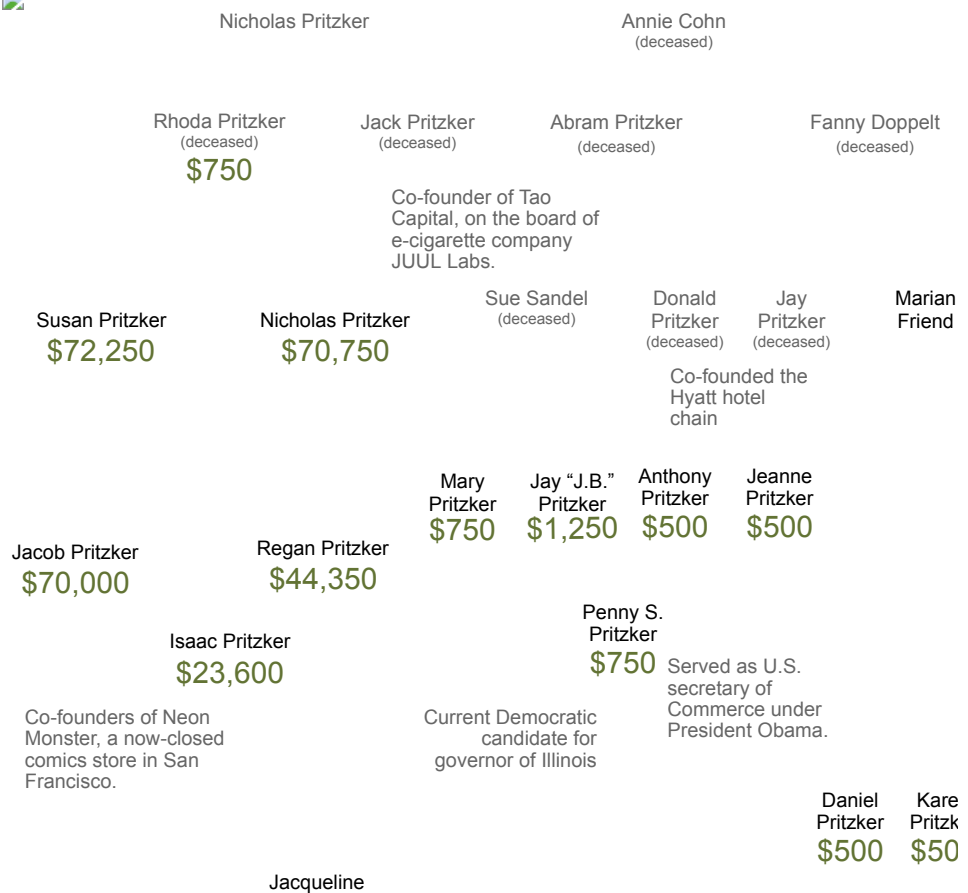 Nicholas Pritzker
Annie Cohn
(deceased)
Rhoda Pritzker
(deceased)
$750
Jack Pritzker
(deceased)
Abram Pritzker
(deceased)
Fanny Doppelt
(deceased)
Co-founder of Tao
Capital, on the board of
e-cigarette company
JUUL Labs.
Susan Pritzker
$72,250
Nicholas Pritzker
$70,750
Sue Sandel
(deceased)
Donald
Pritzker
(deceased)
Jay
Pritzker
(deceased)
Marian
Friend
Co-founded the
Hyatt hotel
chain
Mary
Pritzker
$750
Jay “J.B.”
Pritzker
$1,250
Anthony
Pritzker
$500
Jeanne
Pritzker
$500
Jacob Pritzker
$70,000
Regan Pritzker
$44,350
Isaac Pritzker
$23,600
Penny S.
Pritzker
$750
Served as U.S.
secretary of
Commerce under
President Obama.
Co-founders of Neon
Monster, a now-closed
comics store in San
Francisco.
Current Democratic
candidate for
governor of Illinois
Daniel
Pritzker
$500
Jacqueline